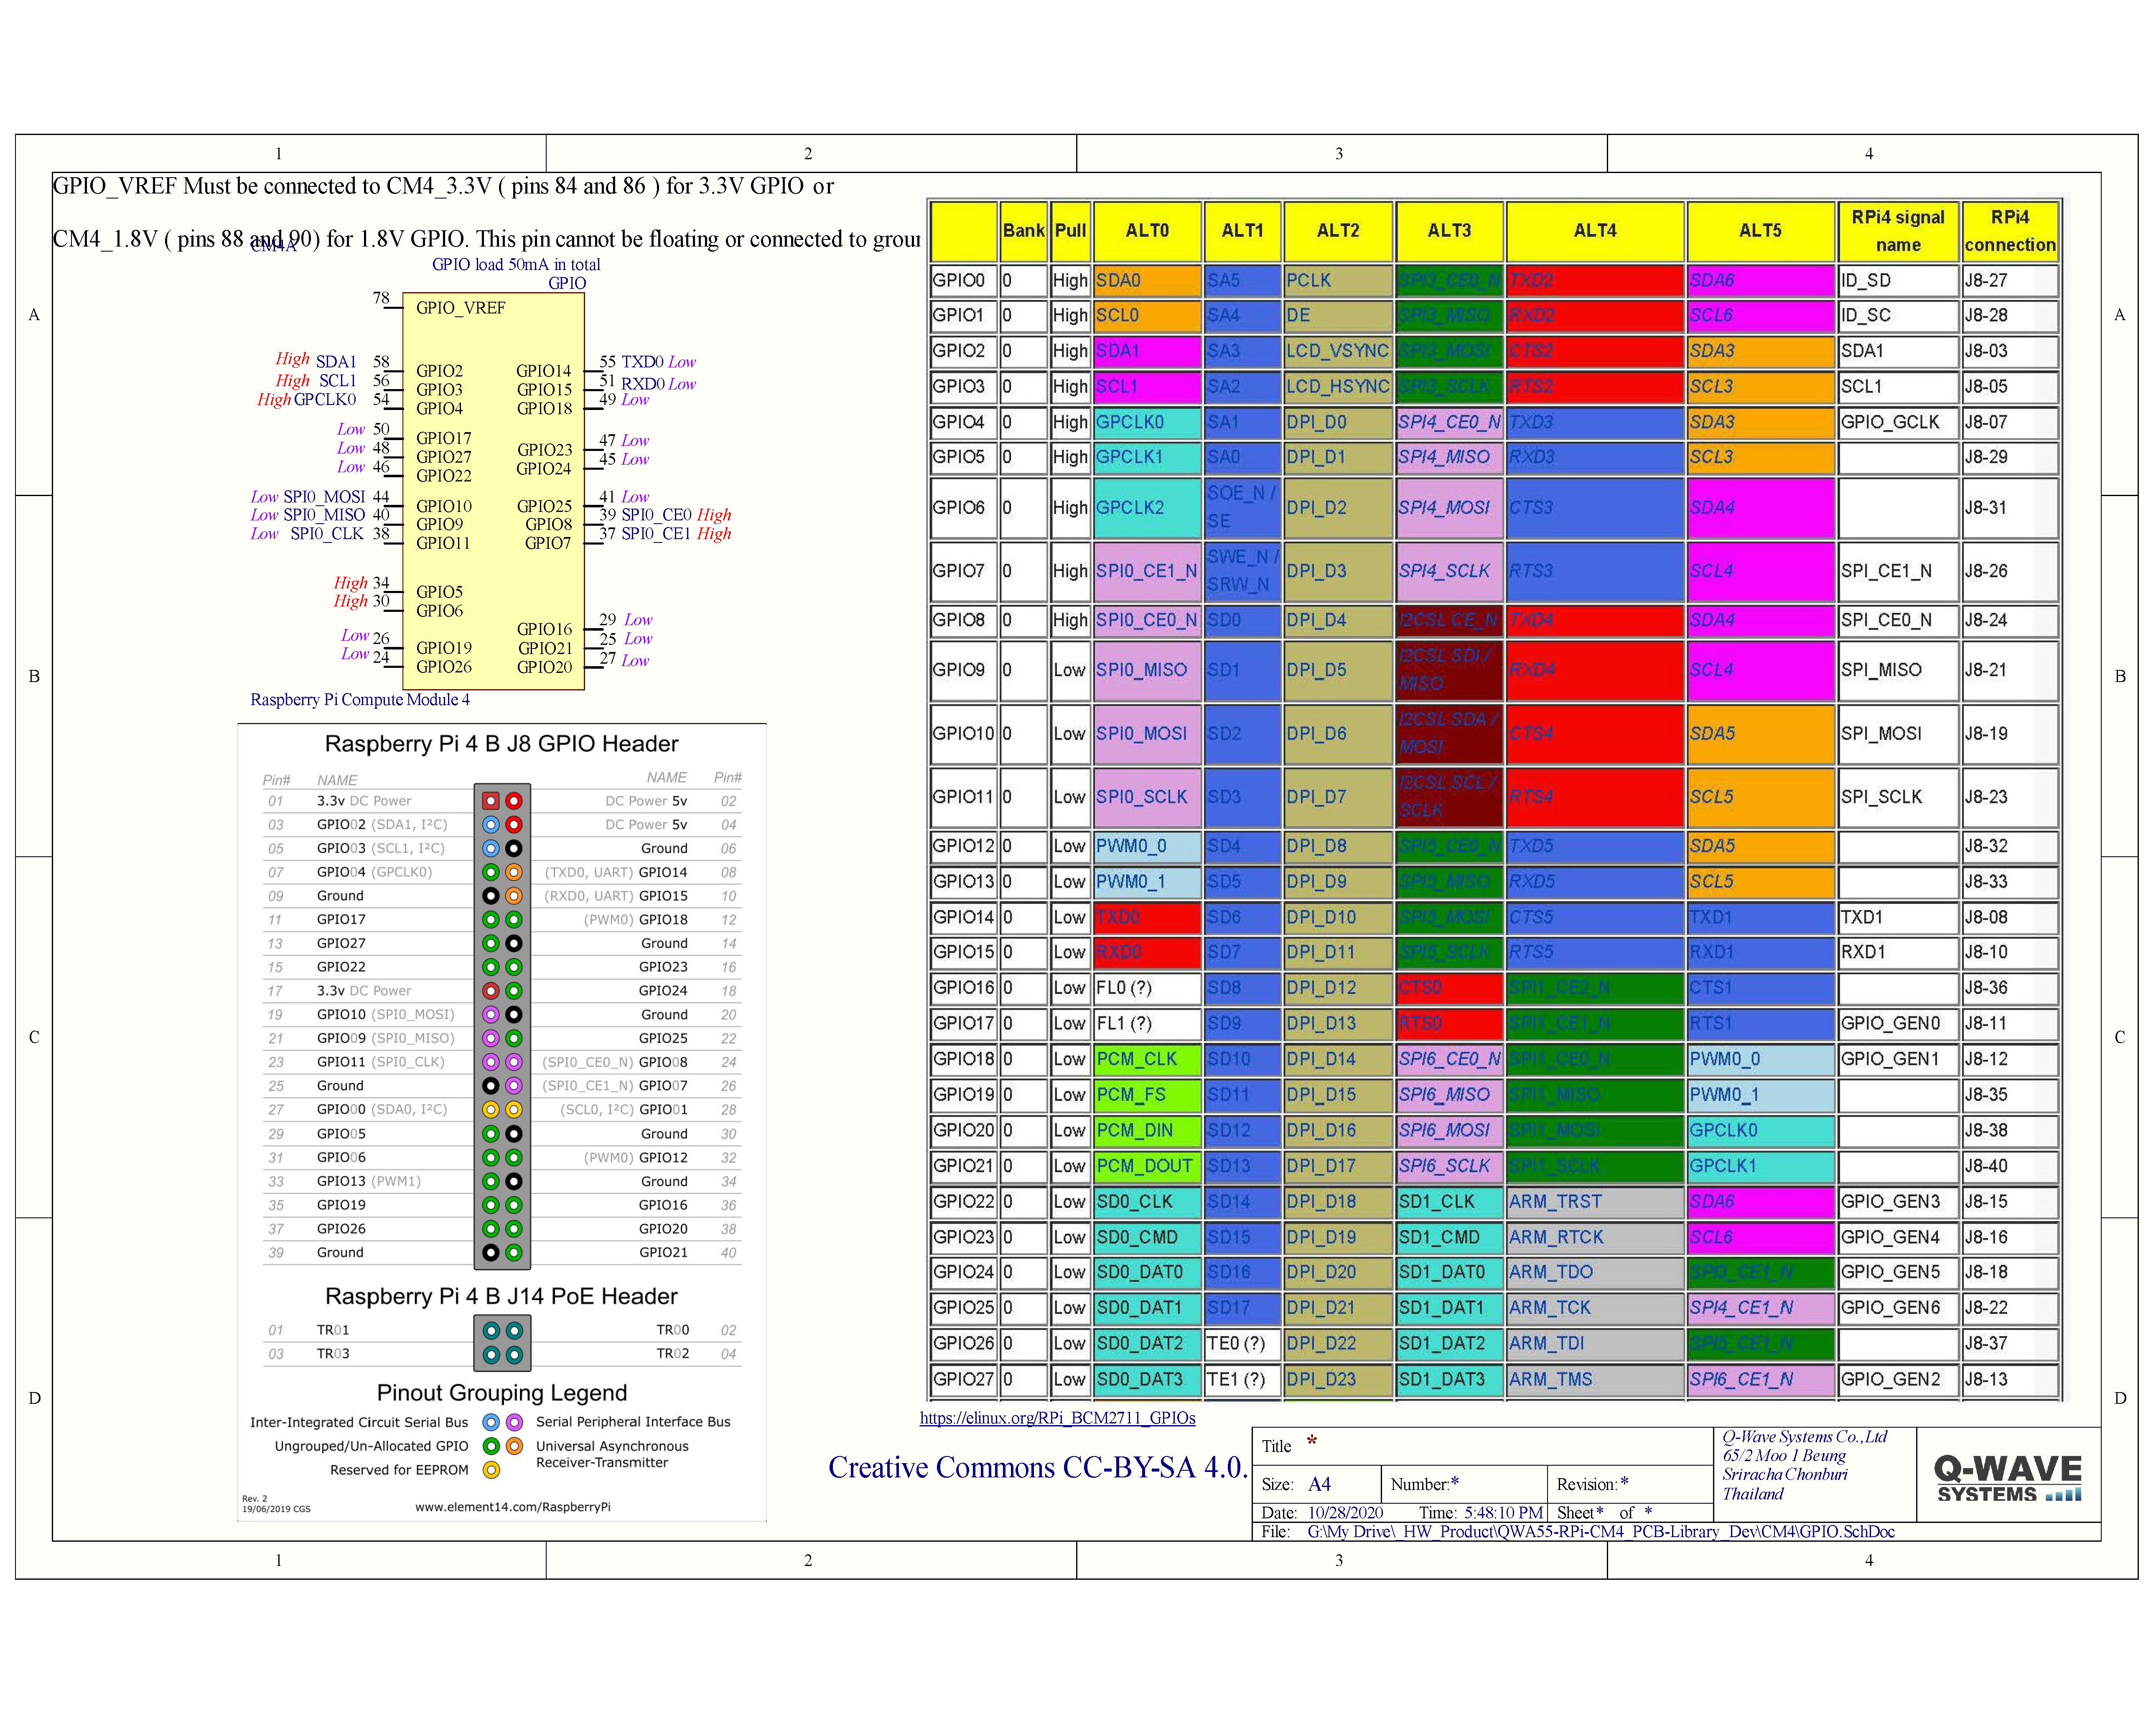 1 2 3 4
GPIO_VREF Must be connected to CM4_3.3V ( pins 84 and 86 ) for 3.3V GPIO or
CM4_1.8V ( pins 88 and 90) for 1.8V GPIO. This pin cannot be floating or connected to groun
CM4A
GPIO load 50mA in total
GPIO
78 GPIO_VREF
High SDA1 58 GPIO2 GPIO14 55 TXD0 Low
High SCL1 56 GPIO3 GPIO15 51 RXD0 Low
High GPCLK0 54 GPIO4 GPIO18 49 Low
Low 50 GPIO17
Low 48 GPIO27 GPIO23 47 Low
Low 46 GPIO22 GPIO24 45 Low
Low SPI0_MOSI 44 GPIO10 GPIO25 41 Low
Low SPI0_MISO 40 GPIO9 GPIO8 39 SPI0_CE0 High
Low SPI0_CLK 38 GPIO11 GPIO7 37 SPI0_CE1 High
High 34 GPIO5
High 30 GPIO6
GPIO16 29 Low
Low 26 GPIO19 GPIO21 25 Low
Low 24 GPIO26 GPIO20 27 Low
Raspberry Pi Compute Module 4
Raspberry Pi 4 B J8 GPIO Header
Pin# NAME NAME Pin#
01 3.3v DC Power DC Power 5v 02
03 GPIO02 (SDA1, I²C) DC Power 5v 04
05 GPIO03 (SCL1, I²C) Ground 06
07 GPIO04 (GPCLK0) (TXD0, UART) GPIO14 08
09 Ground (RXD0, UART) GPIO15 10
11 GPIO17 (PWM0) GPIO18 12
13 GPIO27 Ground 14
15 GPIO22 GPIO23 16
17 3.3v DC Power GPIO24 18
19 GPIO10 (SPI0_MOSI) Ground 20
21 GPIO09 (SPI0_MISO) GPIO25 22
23 GPIO11 (SPI0_CLK) (SPI0_CE0_N) GPIO08 24
25 Ground (SPI0_CE1_N) GPIO07 26
27 GPIO00 (SDA0, I²C) (SCL0, I²C) GPIO01 28
29 GPIO05 Ground 30
31 GPIO06 (PWM0) GPIO12 32
33 GPIO13 (PWM1) Ground 34
35 GPIO19 GPIO16 36
37 GPIO26 GPIO20 38
39 Ground GPIO21 40
Raspberry Pi 4 B J14 PoE Header
01 TR01 TR00 02
03 TR03 TR02 04
Pinout Grouping Legend
Inter-Integrated Circuit Serial Bus Serial Peripheral Interface Bus
Ungrouped/Un-Allocated GPIO Universal Asynchronous
Receiver-Transmitter
Reserved for EEPROM
Rev. 2
19/06/2019 CGS
www.element14.com/RaspberryPi
Bank Pull ALT0 ALT1 ALT2 ALT3 ALT4 ALT5 RPi4 signal name RPi4 connection
GPIO0 0 High SDA0 SA5 PCLK SPI3_CE0_N TXD2 SDA6 ID_SD J8-27
GPIO1 0 High SCL0 SA4 DE SPI3_MISO RXD2 SCL6 ID_SC J8-28
GPIO2 0 High SDA1 SA3 LCD_VSYNC SPI3_MOSI CTS2 SDA3 SDA1 J8-03
GPIO3 0 High SCL1 SA2 LCD_HSYNC SPI3_SCLK RTS2 SCL3 SCL1 J8-05
GPIO4 0 High GPCLK0 SA1 DPI_D0 SPI4_CE0_N TXD3 SDA3 GPIO_GCLK J8-07
GPIO5 0 High GPCLK1 SA0 DPI_D1 SPI4_MISO RXD3 SCL3 J8-29
GPIO6 0 High GPCLK2 SOE_N / SE DPI_D2 SPI4_MOSI CTS3 SDA4 J8-31
GPIO7 0 High SPI0_CE1_N SWE_N / SRW_N DPI_D3 SPI4_SCLK RTS3 SCL4 SPI_CE1_N J8-26
GPIO8 0 High SPI0_CE0_N SD0 DPI_D4 I2CSL CE_N TXD4 SDA4 SPI_CE0_N J8-24
GPIO9 0 Low SPI0_MISO SD1 DPI_D5 I2CSL SDI / MISO RXD4 SCL4 SPI_MISO J8-21
GPIO10 0 Low SPI0_MOSI SD2 DPI_D6 I2CSL SDA / MOSI CTS4 SDA5 SPI_MOSI J8-19
GPIO11 0 Low SPI0_SCLK SD3 DPI_D7 I2CSL SCL / SCLK RTS4 SCL5 SPI_SCLK J8-23
GPIO12 0 Low PWM0_0 SD4 DPI_D8 SPI5_CE0_N TXD5 SDA5 J8-32
GPIO13 0 Low PWM0_1 SD5 DPI_D9 SPI5_MISO RXD5 SCL5 J8-33
GPIO14 0 Low TXD0 SD6 DPI_D10 SPI5_MOSI CTS5 TXD1 TXD1 J8-08
GPIO15 0 Low RXD0 SD7 DPI_D11 SPI5_SCLK RTS5 RXD1 RXD1 J8-10
GPIO16 0 Low FL0 (?) SD8 DPI_D12 CTS0 SPI1_CE2_N CTS1 J8-36
GPIO17 0 Low FL1 (?) SD9 DPI_D13 RTS0 SPI1_CE1_N RTS1 GPIO_GEN0 J8-11
GPIO18 0 Low PCM_CLK SD10 DPI_D14 SPI6_CE0_N SPI1_CE0_N PWM0_0 GPIO_GEN1 J8-12
GPIO19 0 Low PCM_FS SD11 DPI_D15 SPI6_MISO SPI1_MISO PWM0_1 J8-35
GPIO20 0 Low PCM_DIN SD12 DPI_D16 SPI6_MOSI SPI1_MOSI GPCLK0 J8-38
GPIO21 0 Low PCM_DOUT SD13 DPI_D17 SPI6_SCLK SPI1_SCLK GPCLK1 J8-40
GPIO22 0 Low SD0_CLK SD14 DPI_D18 SD1_CLK ARM_TRST SDA6 GPIO_GEN3 J8-15
GPIO23 0 Low SD0_CMD SD15 DPI_D19 SD1_CMD ARM_RTCK SCL6 GPIO_GEN4 J8-16
GPIO24 0 Low SD0_DAT0 SD16 DPI_D20 SD1_DAT0 ARM_TDO SPI3_CE1_N GPIO_GEN5 J8-18
GPIO25 0 Low SD0_DAT1 SD17 DPI_D21 SD1_DAT1 ARM_TCK SPI4_CE1_N GPIO_GEN6 J8-22
GPIO26 0 Low SD0_DAT2 TE0 (?) DPI_D22 SD1_DAT2 ARM_TDI SPI5_CE1_N J8-37
GPIO27 0 Low SD0_DAT3 TE1 (?) DPI_D23 SD1_DAT3 ARM_TMS SPI6_CE1_N GPIO_GEN2 J8-13
https://elinux.org/RPi_BCM2711_GPIOs
Creative Commons CC-BY-SA 4.0.
Title *
Size: A4 Number:* Revision:*
Date: 10/28/2020 Time: 5:48:10 PM Sheet* of *
File: G:\My Drive\_HW_Product\QWA55-RPi-CM4_PCB-Library_Dev\CM4\GPIO.SchDoc
Q-Wave Systems Co.,Ltd
65/2 Moo 1 Beung
Sriracha Chonburi
Thailand
Q-WAVE
SYSTEMS
A A
B B
C C
D D
1 2 3 4